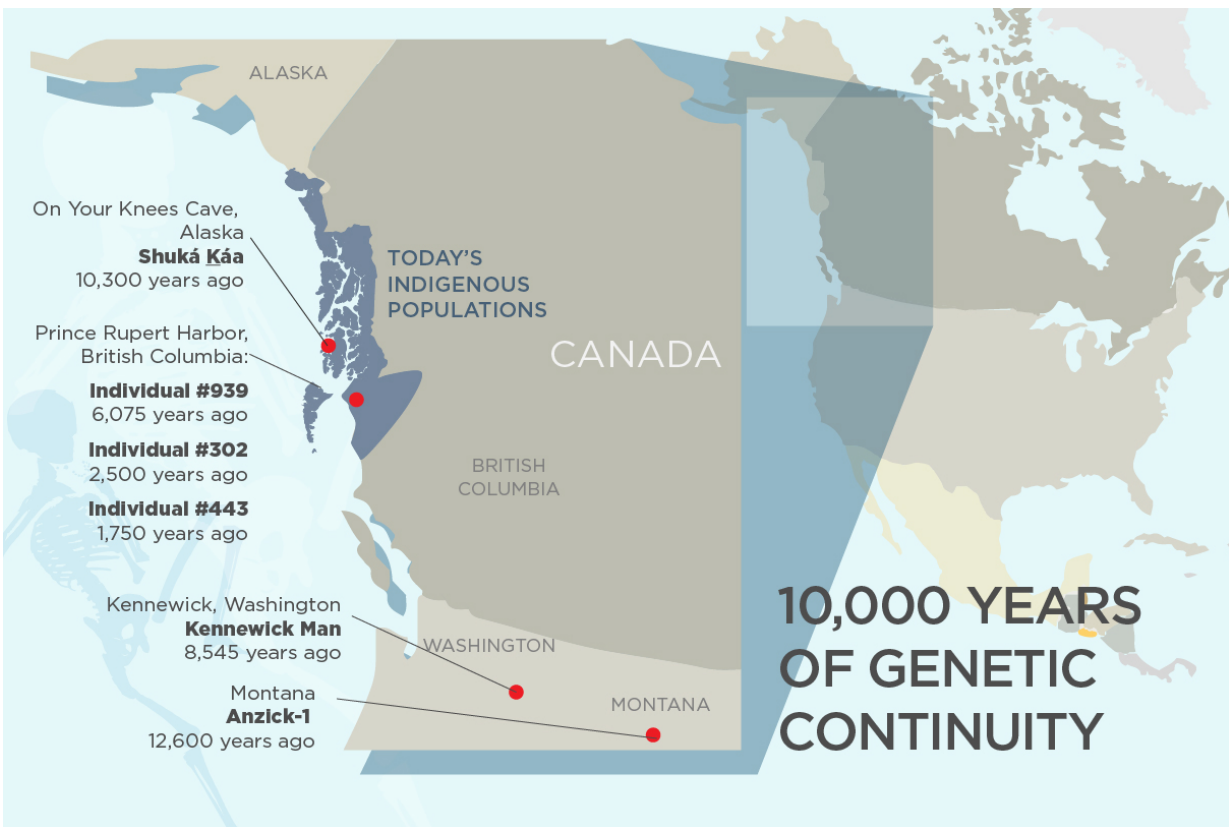 ALASKA
On Your Knees Cave,
Alaska
Shuká Ḵáa
10,300 years ago
TODAY'S
INDIGENOUS
POPULATIONS
Prince Rupert Harbor,
British Columbia:
Individual #939
6,075 years ago
Individual #302
2,500 years ago
Individual #443
1,750 years ago
CANADA
BRITISH
COLUMBIA
Kennewick, Washington
Kennewick Man
8,545 years ago
WASHINGTON
Montana
Anzick-1
12,600 years ago
MONTANA
10,000 YEARS
OF GENETIC
CONTINUITY